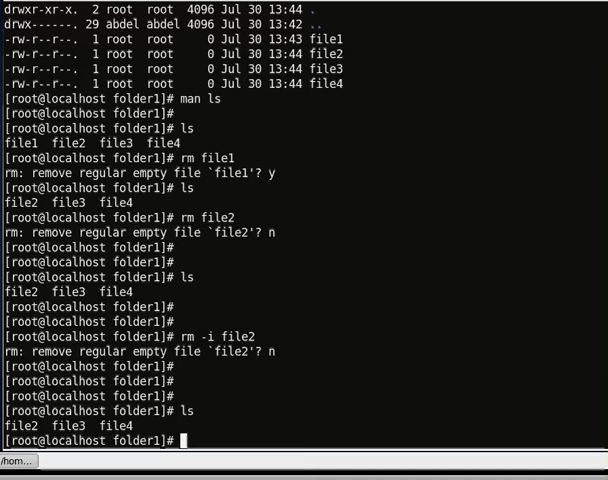 drwxr-xr-x.  2 root  root  4096 Jul 30 13:44 .
drwx------. 29 abdel abdel 4096 Jul 30 13:42 ..
-rw-r--r--.  1 root  root     0 Jul 30 13:43 file1
-rw-r--r--.  1 root  root     0 Jul 30 13:44 file2
-rw-r--r--.  1 root  root     0 Jul 30 13:44 file3
-rw-r--r--.  1 root  root     0 Jul 30 13:44 file4
[root@localhost folder1]# man ls
[root@localhost folder1]#
[root@localhost folder1]# ls
file1  file2  file3  file4
[root@localhost folder1]# rm file1
rm: remove regular empty file `file1'? y
[root@localhost folder1]# ls
file2  file3  file4
[root@localhost folder1]# rm file2
rm: remove regular empty file `file2'? n
[root@localhost folder1]#
[root@localhost folder1]#
[root@localhost folder1]# ls
file2  file3  file4
[root@localhost folder1]#
[root@localhost folder1]#
[root@localhost folder1]# rm -i file2
rm: remove regular empty file `file2'? n
[root@localhost folder1]#
[root@localhost folder1]#
[root@localhost folder1]#
[root@localhost folder1]# ls
file2  file3  file4
[root@localhost folder1]#
/hom...